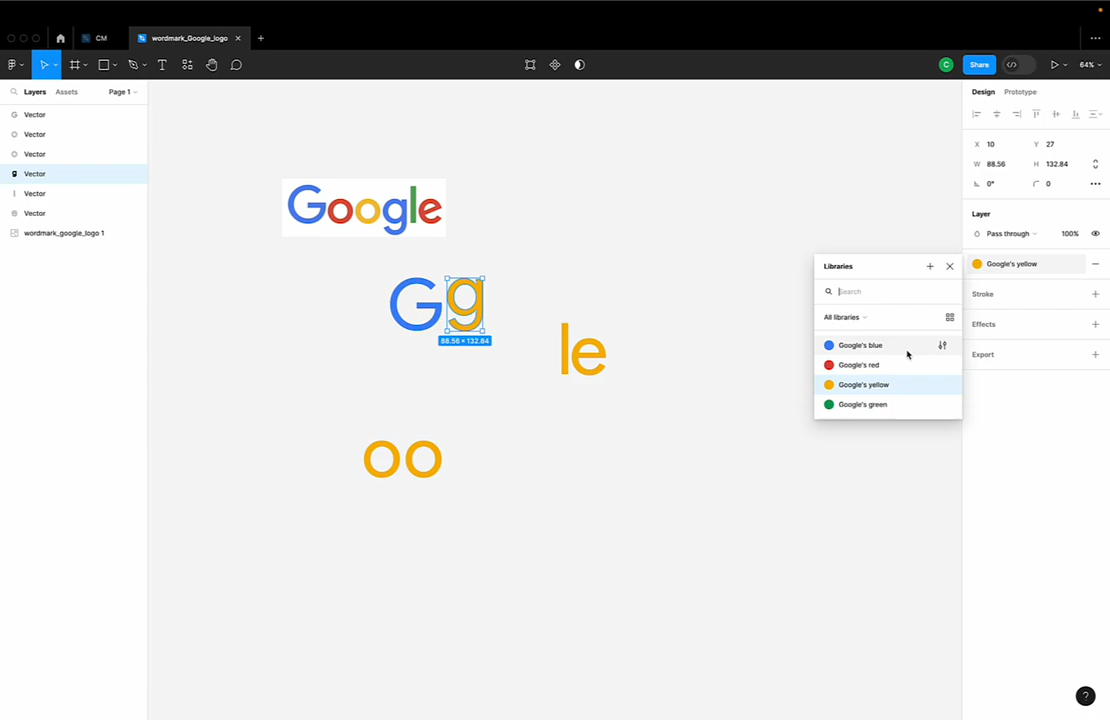 CM
wordmark_Google_logo
C
Share
64%
Layers
Assets
Page 1
Vector
Vector
Vector
Vector
Vector
Vector
wordmark_google_logo 1
Google
Gg
88.56 × 132.84
le
oo
Libraries
Search
All libraries
Google's blue
Google's red
Google's yellow
Google's green
Design
Prototype
X 10
Y 27
W 88.56
H 132.84
0°
0
Layer
Pass through
100%
Google's yellow
Stroke
Effects
Export
?